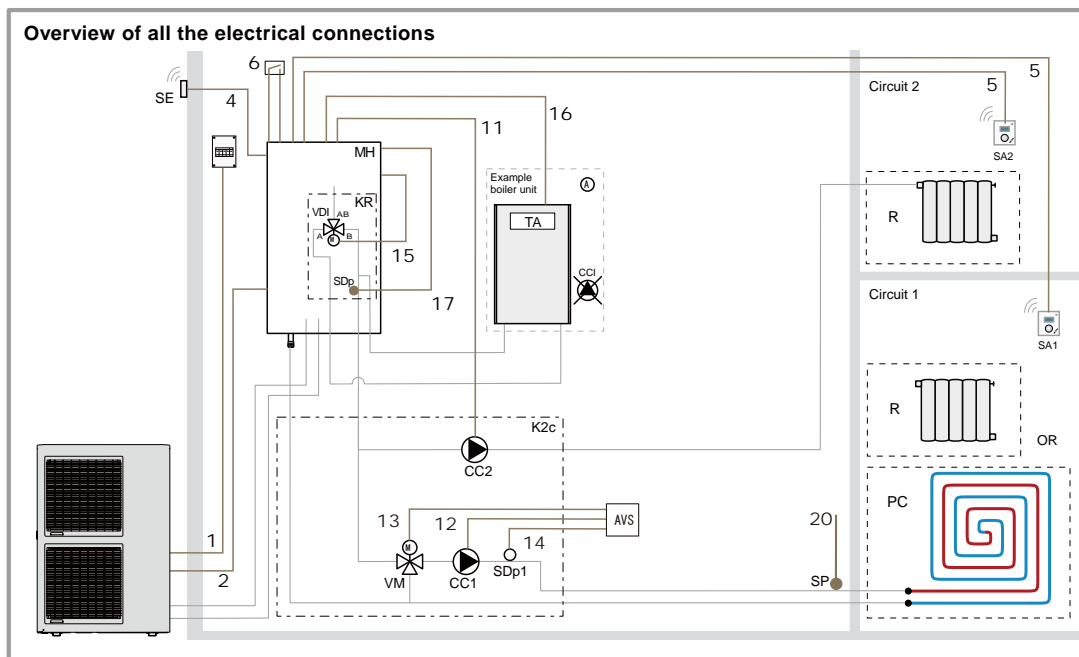 Overview of all the electrical connections
6
5
5
SE
4
16
Circuit 2
11
SA2
MH
Example
boiler unit
A
KR
VDI
AB
A
M
B
TA
R
15
CCI
SDp
17
Circuit 1
SA1
R
K2c
OR
CC2
PC
13
12
AVS
14
20
1
M
2
VM
CC1
SDp1
SP